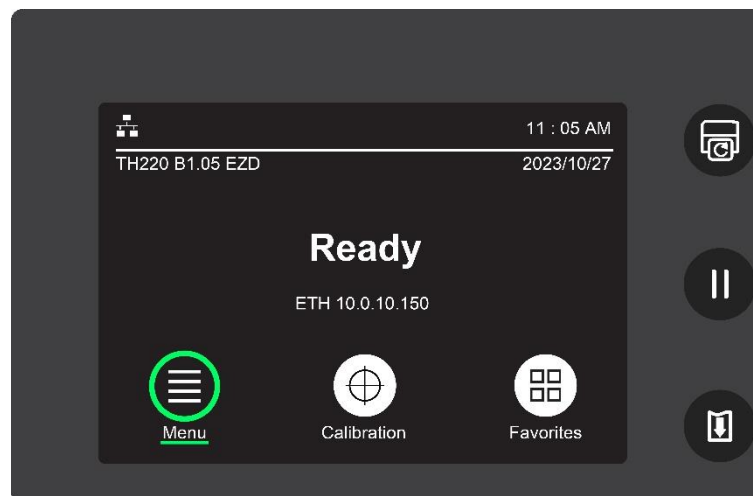 11 : 05 AM
TH220 B1.05 EZD 2023/10/27
Ready
ETH 10.0.10.150
Menu Calibration Favorites